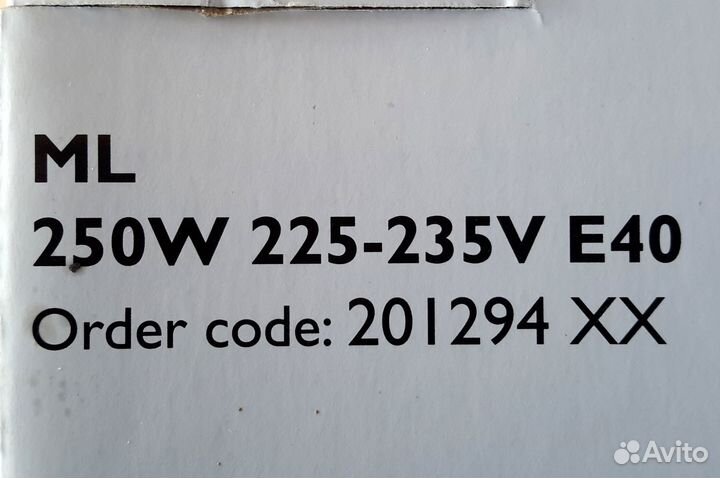 ML
250W 225-235V E40
Order code: 201294 XX
Avito